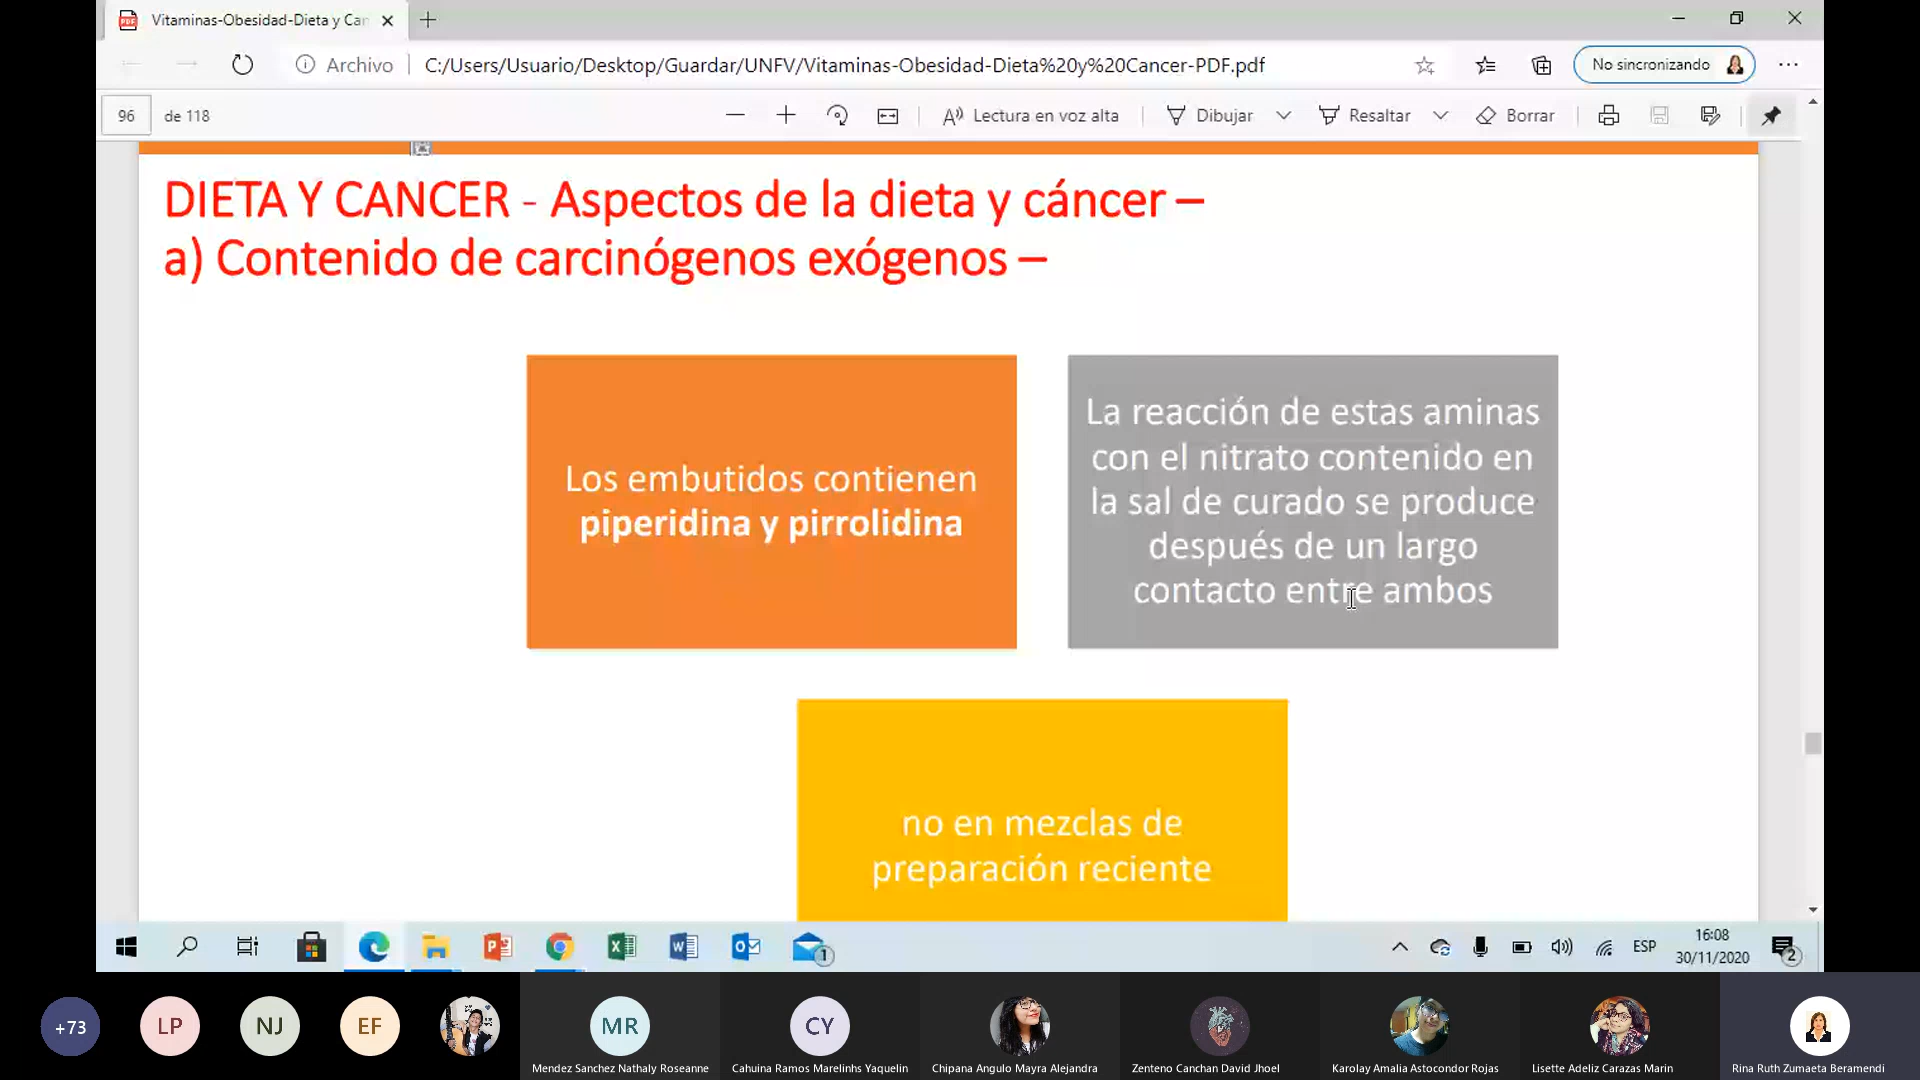 Vitaminas-Obesidad-Dieta y Can
Archivo
C:/Users/Usuario/Desktop/Guardar/UNFV/Vitaminas-Obesidad-Dieta%20y%20Cancer-PDF.pdf
No sincronizando
96
de 118
Lectura en voz alta
Dibujar
Resaltar
Borrar
DIETA Y CANCER - Aspectos de la dieta y cáncer –
a) Contenido de carcinógenos exógenos –
Los embutidos contienen
piperidina y pirrolidina
La reacción de estas aminas
con el nitrato contenido en
la sal de curado se produce
después de un largo
contacto entre ambos
no en mezclas de
preparación reciente
1
ESP
16:08
30/11/2020
2
+73
LP
NJ
EF
MR
CY
Mendez Sanchez Nathaly Roseanne
Cahuina Ramos Marelinhs Yaquelin
Chipana Angulo Mayra Alejandra
Zenteno Canchan David Jhoel
Karolay Amalia Astocondor Rojas
Lisette Adeliz Carazas Marin
Rina Ruth Zumaeta Beramendi